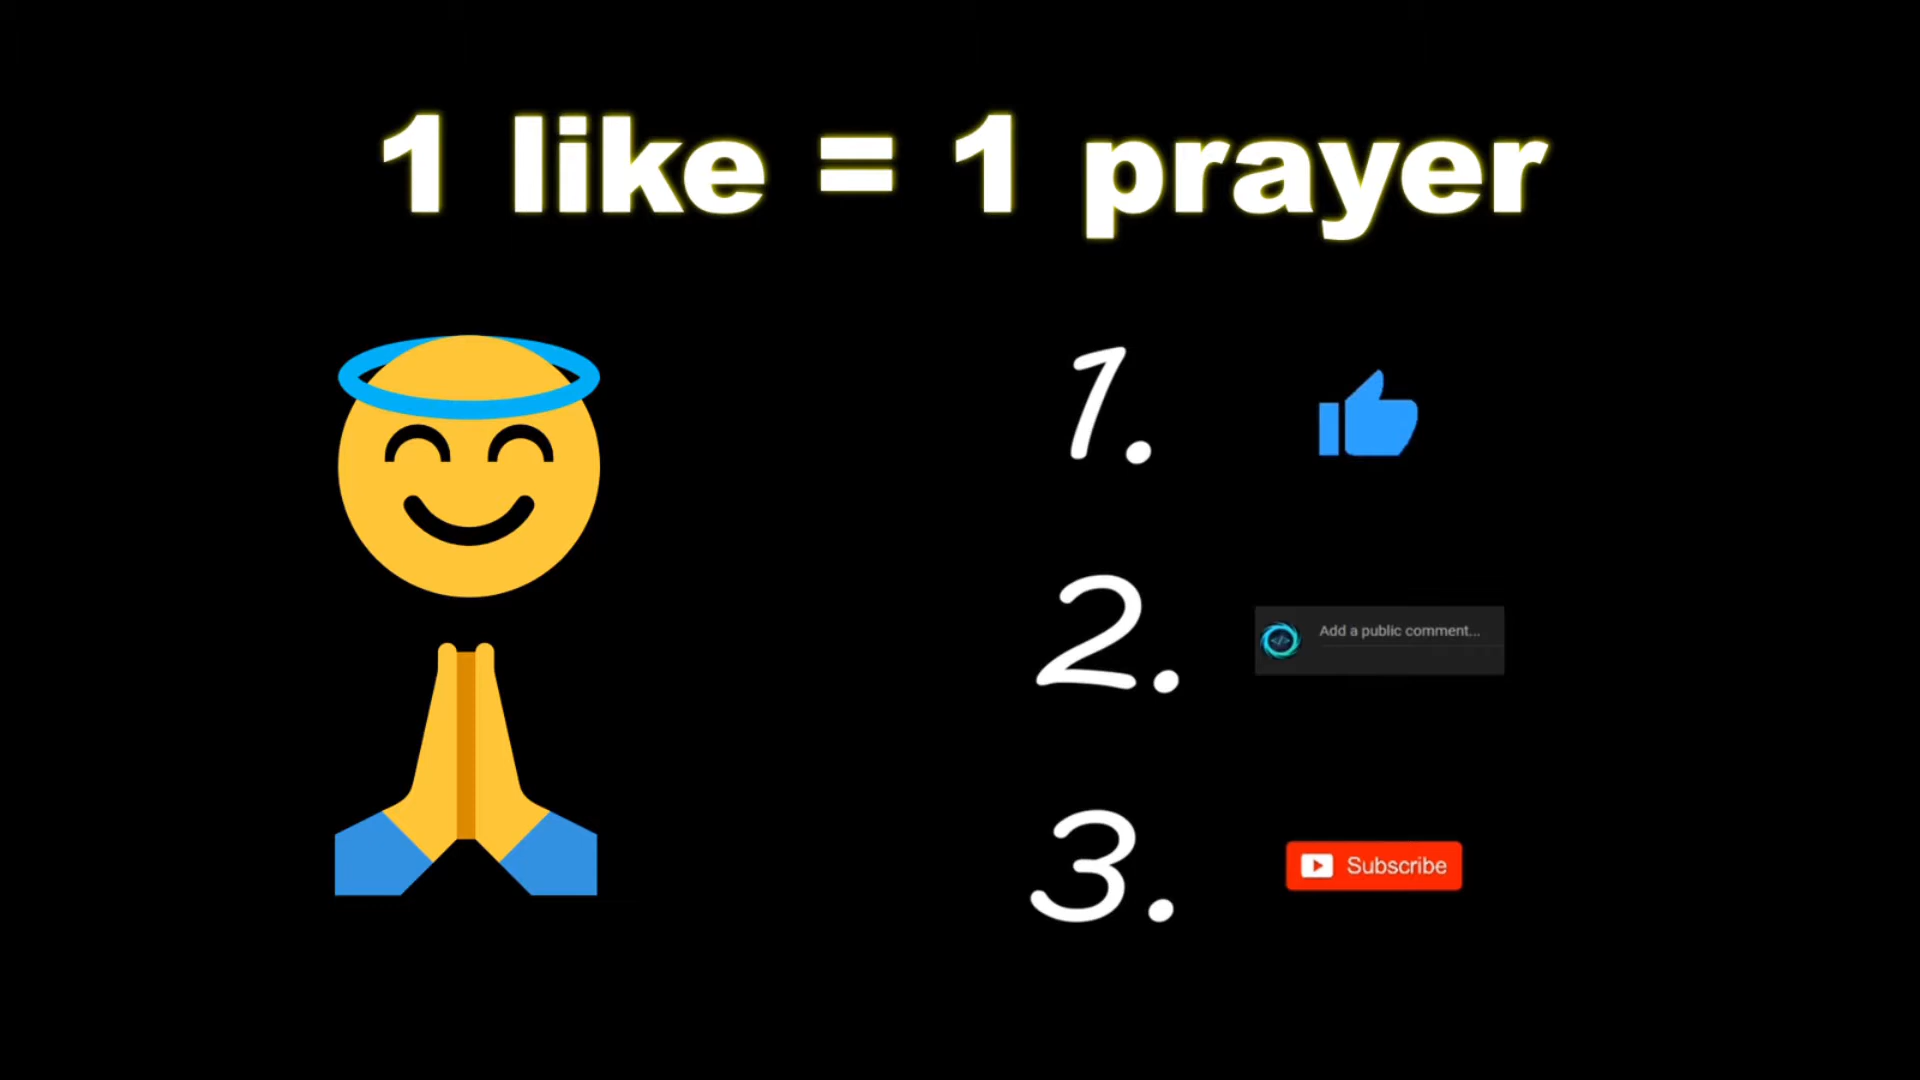 1 like = 1 prayer
1.
2.
Add a public comment...
3.
Subscribe